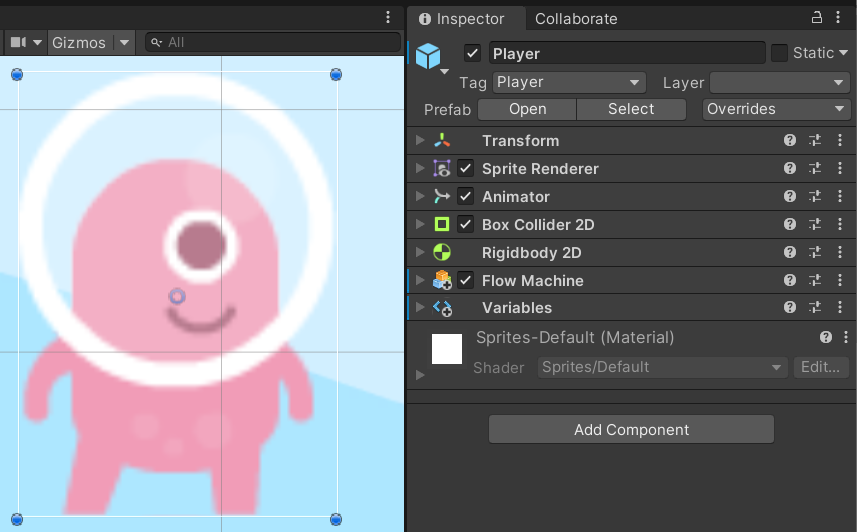 Inspector
Collaborate
Gizmos
All
Player
Static
Tag
Player
Layer
Prefab
Open
Select
Overrides
Transform
Sprite Renderer
Animator
Box Collider 2D
Rigidbody 2D
Flow Machine
Variables
Sprites-Default (Material)
Shader
Sprites/Default
Edit...
Add Component